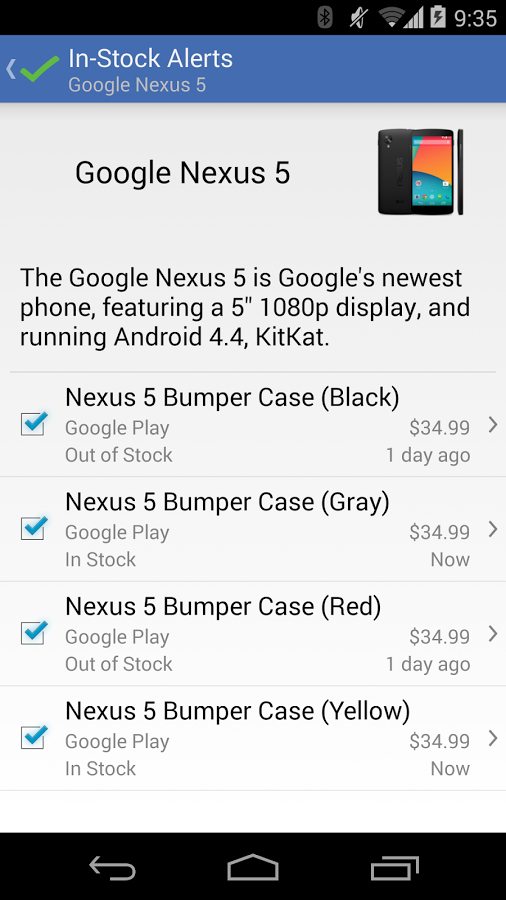 9:35
In-Stock Alerts
Google Nexus 5
Google Nexus 5
The Google Nexus 5 is Google's newest
phone, featuring a 5" 1080p display, and
running Android 4.4, KitKat.
Nexus 5 Bumper Case (Black)
Google Play $34.99
Out of Stock 1 day ago
Nexus 5 Bumper Case (Gray)
Google Play $34.99
In Stock Now
Nexus 5 Bumper Case (Red)
Google Play $34.99
Out of Stock 1 day ago
Nexus 5 Bumper Case (Yellow)
Google Play $34.99
In Stock Now